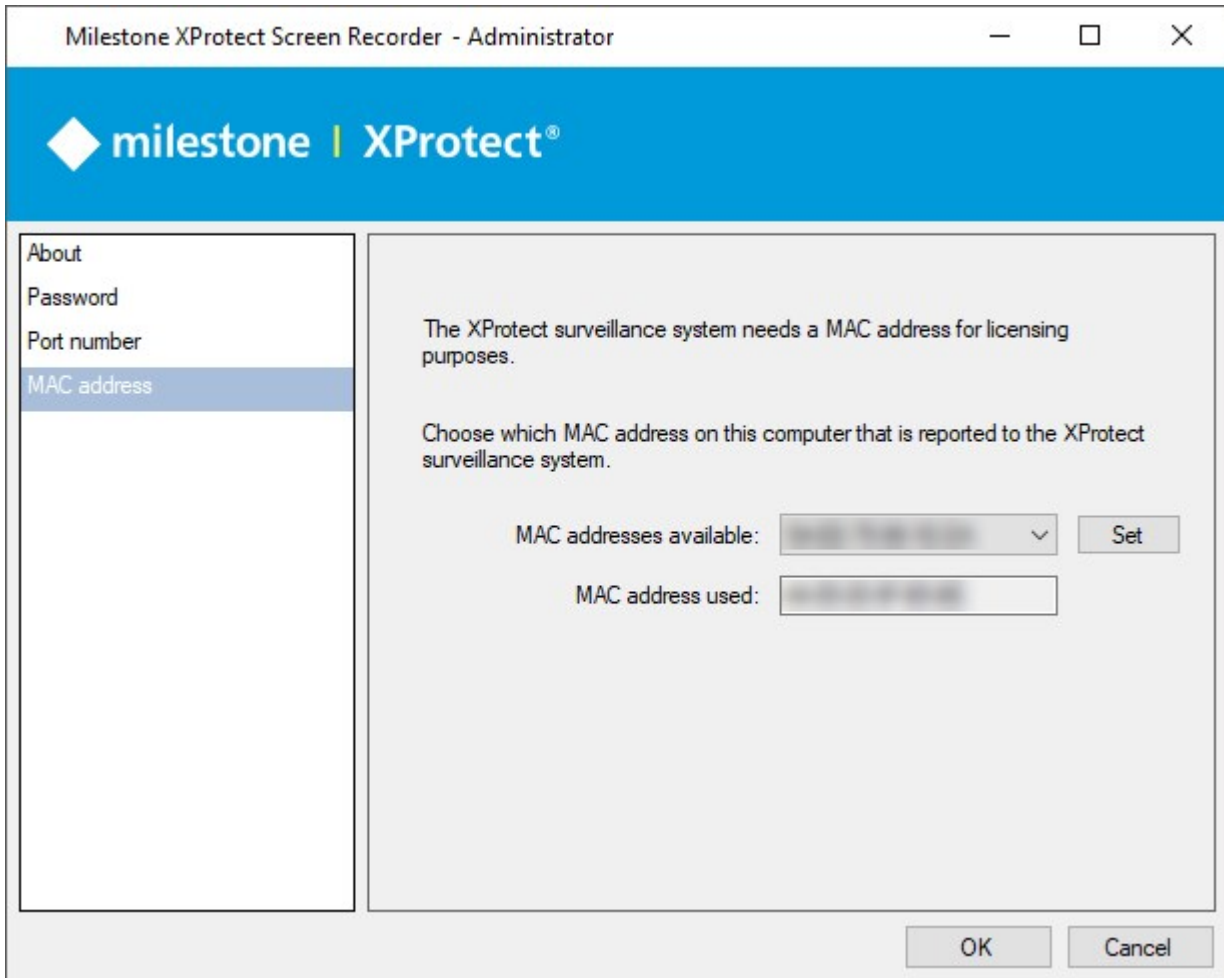 Milestone XProtect Screen Recorder - Administrator
milestone | XProtect®
About
Password
Port number
MAC address
The XProtect surveillance system needs a MAC address for licensing
purposes.
Choose which MAC address on this computer that is reported to the XProtect
surveillance system.
MAC addresses available:
Set
MAC address used:
OK
Cancel